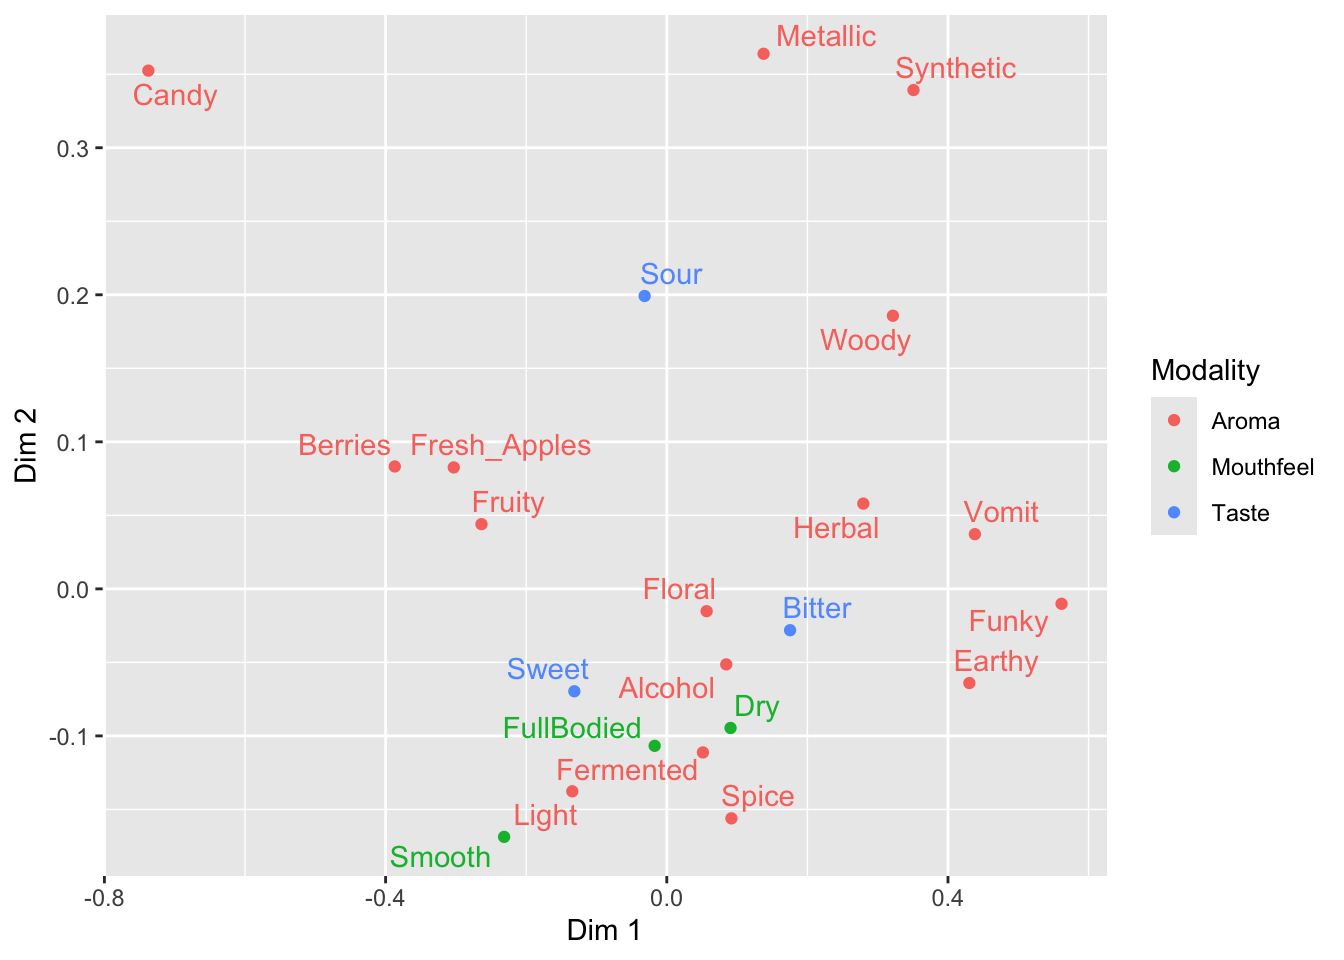 Metallic
Synthetic
Candy
0.3
Sour
0.2
Woody
Modality
Aroma
Mouthfeel
Taste
Dim 2
Berries Fresh_Apples
0.1
Fruity
Herbal
Vomit
Floral
0.0
Bitter
Funky
Sweet
Earthy
Alcohol
Dry
FullBodied
-0.1
Fermented
Spice
Light
Smooth
-0.8 -0.4 0.0 0.4
Dim 1